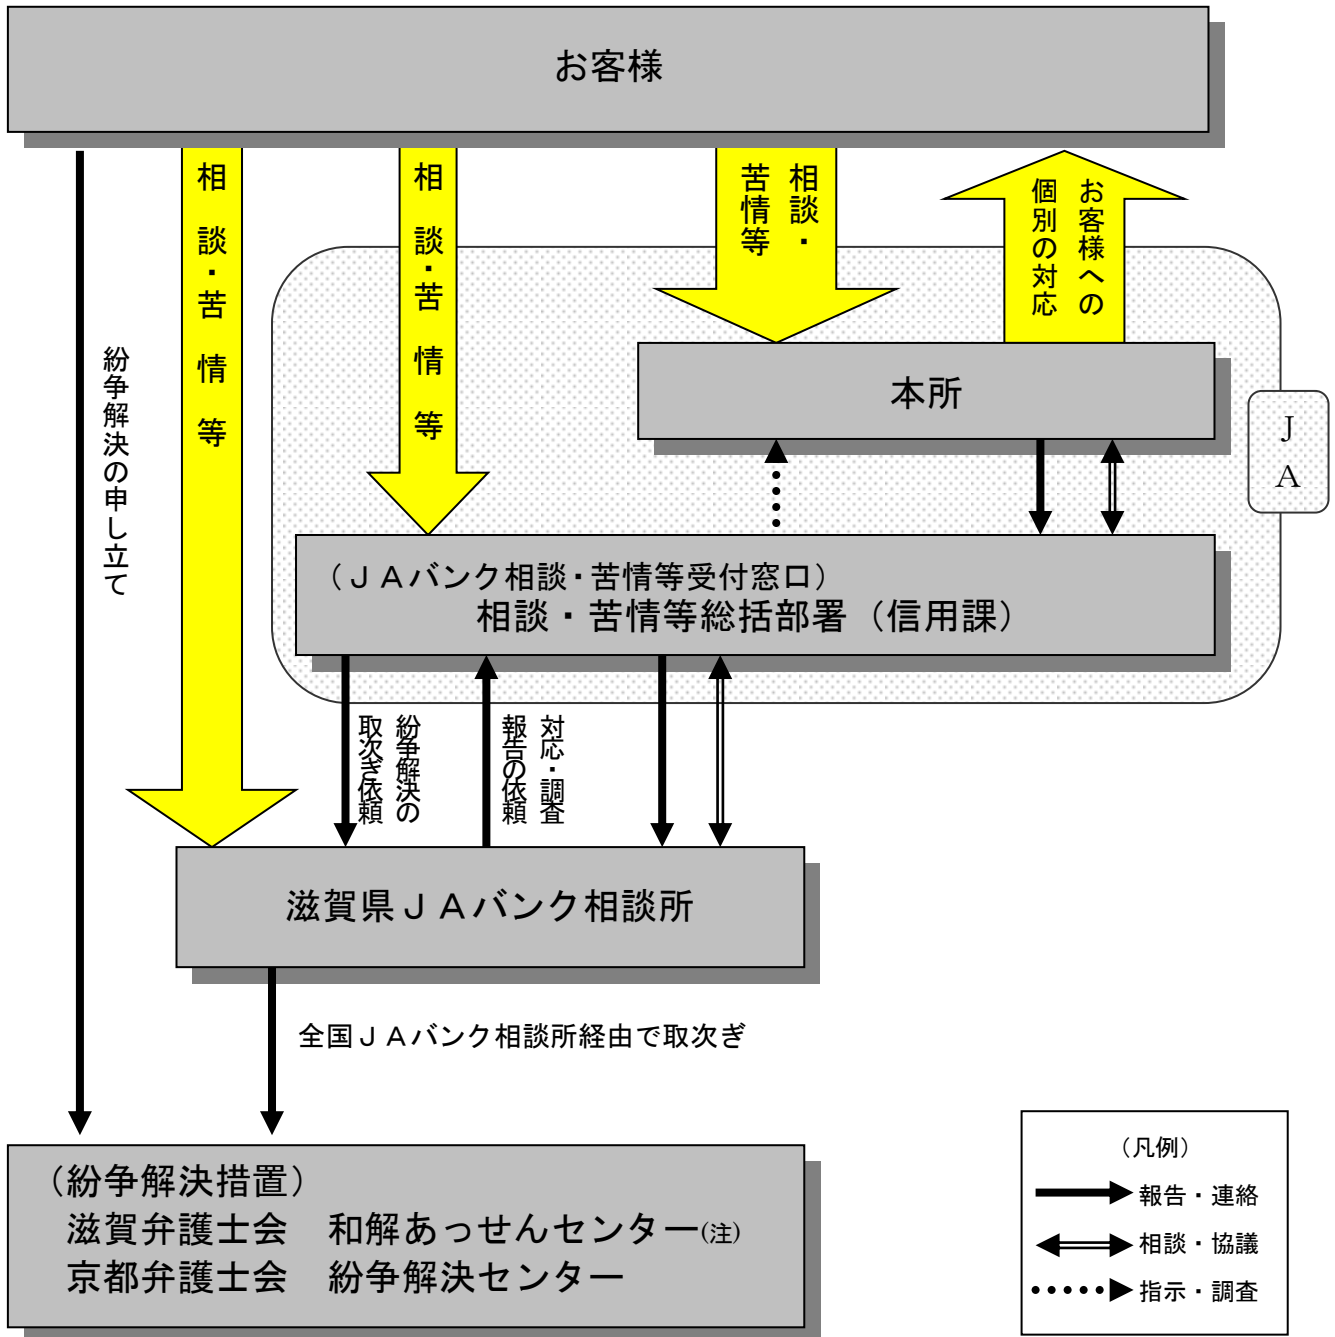 お客様
相談・苦情等
相談・苦情等
相談・
苦情等
お客様への
個別の対応
紛争解決の申し立て
本所
JA
（ＪＡバンク相談・苦情等受付窓口）
相談・苦情等総括部署（信用課）
紛争解決の
取次ぎ依頼
対応・調査
報告の依頼
滋賀県ＪＡバンク相談所
全国ＪＡバンク相談所経由で取次ぎ
（紛争解決措置）
滋賀弁護士会　和解あっせんセンター(注)
京都弁護士会　紛争解決センター
（凡例）
報告・連絡
相談・協議
指示・調査